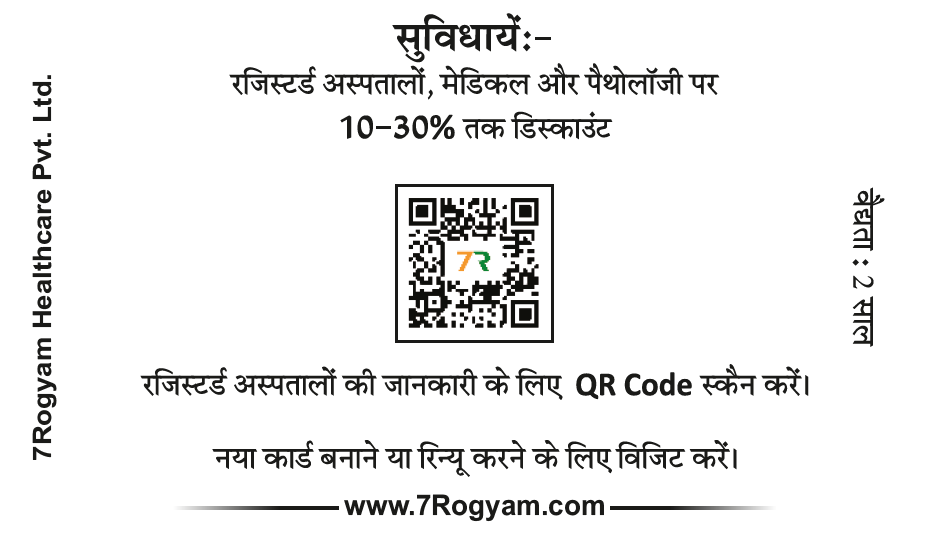 सुविधायें:-
रजिस्टर्ड अस्पतालों, मेडिकल और पैथोलॉजी पर
10-30% तक डिस्काउंट
7Rogyam Healthcare Pvt. Ltd.
7R
वैद्यता : 2 साल
रजिस्टर्ड अस्पतालों की जानकारी के लिए QR Code स्कैन करें।
नया कार्ड बनाने या रिन्यू करने के लिए विजिट करें।
www.7Rogyam.com